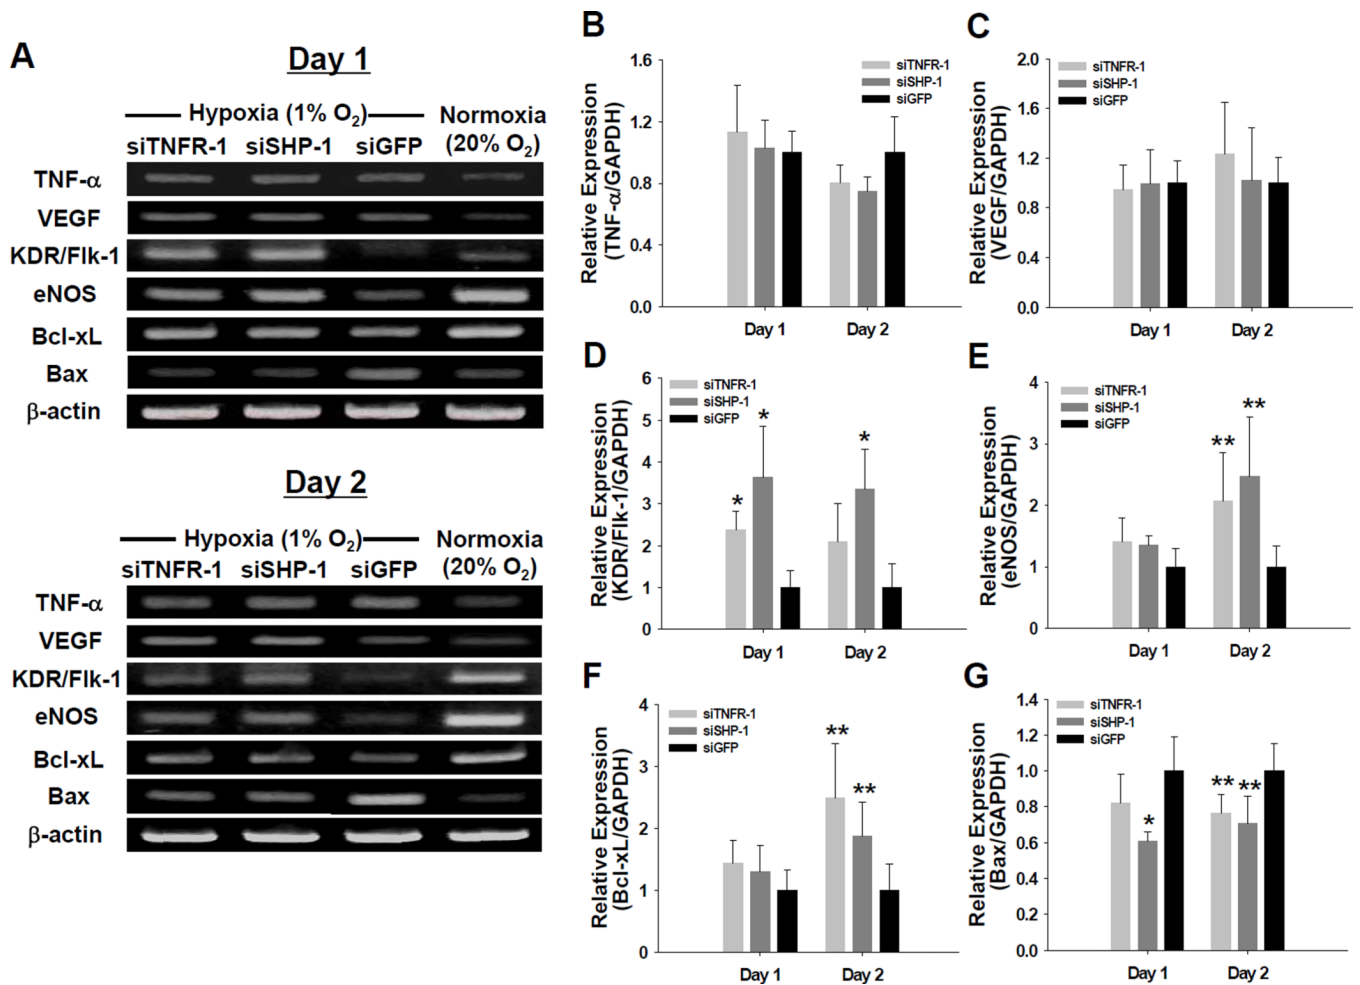 A
Day 1
Hypoxia (1% O₂)
Normoxia
(20% O₂)
siTNFR-1 siSHP-1 siGFP
TNF-α
VEGF
KDR/Flk-1
eNOS
Bcl-xL
Bax
β-actin
Day 2
Hypoxia (1% O₂)
Normoxia
(20% O₂)
siTNFR-1 siSHP-1 siGFP
TNF-α
VEGF
KDR/Flk-1
eNOS
Bcl-xL
Bax
β-actin
B
Relative Expression
(TNF-α/GAPDH)
1.6
1.2
0.8
0.4
0.0
siTNFR-1
siSHP-1
siGFP
Day 1 Day 2
C
Relative Expression
(VEGF/GAPDH)
2.0
1.6
1.2
0.8
0.4
0.0
siTNFR-1
siSHP-1
siGFP
Day 1 Day 2
D
Relative Expression
(KDR/Flk-1/GAPDH)
6
5
4
3
2
1
0
siTNFR-1
siSHP-1
siGFP
* * *
Day 1 Day 2
E
Relative Expression
(eNOS/GAPDH)
4
3
2
1
0
siTNFR-1
siSHP-1
siGFP
** **
Day 1 Day 2
F
Relative Expression
(Bcl-xL/GAPDH)
4
3
2
1
0
siTNFR-1
siSHP-1
siGFP
** **
Day 1 Day 2
G
Relative Expression
(Bax/GAPDH)
1.4
1.2
1.0
0.8
0.6
0.4
0.2
0.0
siTNFR-1
siSHP-1
siGFP
* ** **
Day 1 Day 2